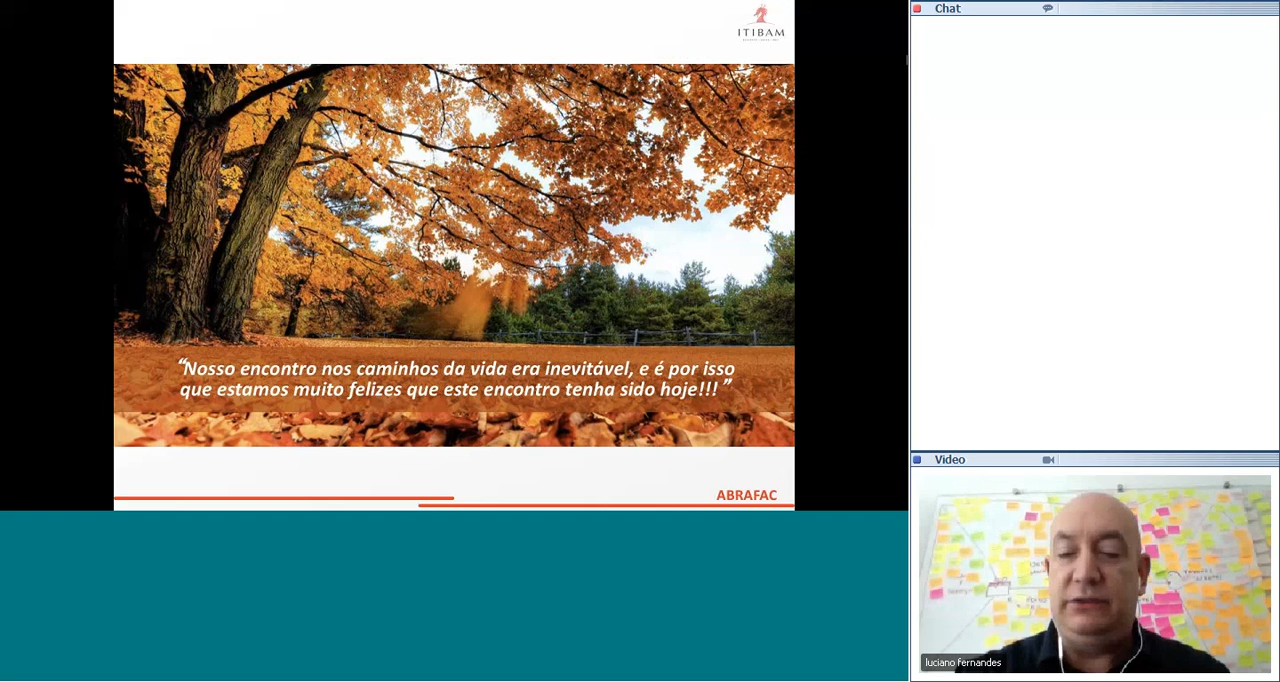 ITIBAM
“Nosso encontro nos caminhos da vida era inevitável, e é por isso
que estamos muito felizes que este encontro tenha sido hoje!!! ”
ABRAFAC
Chat
Video
luciano fernandes